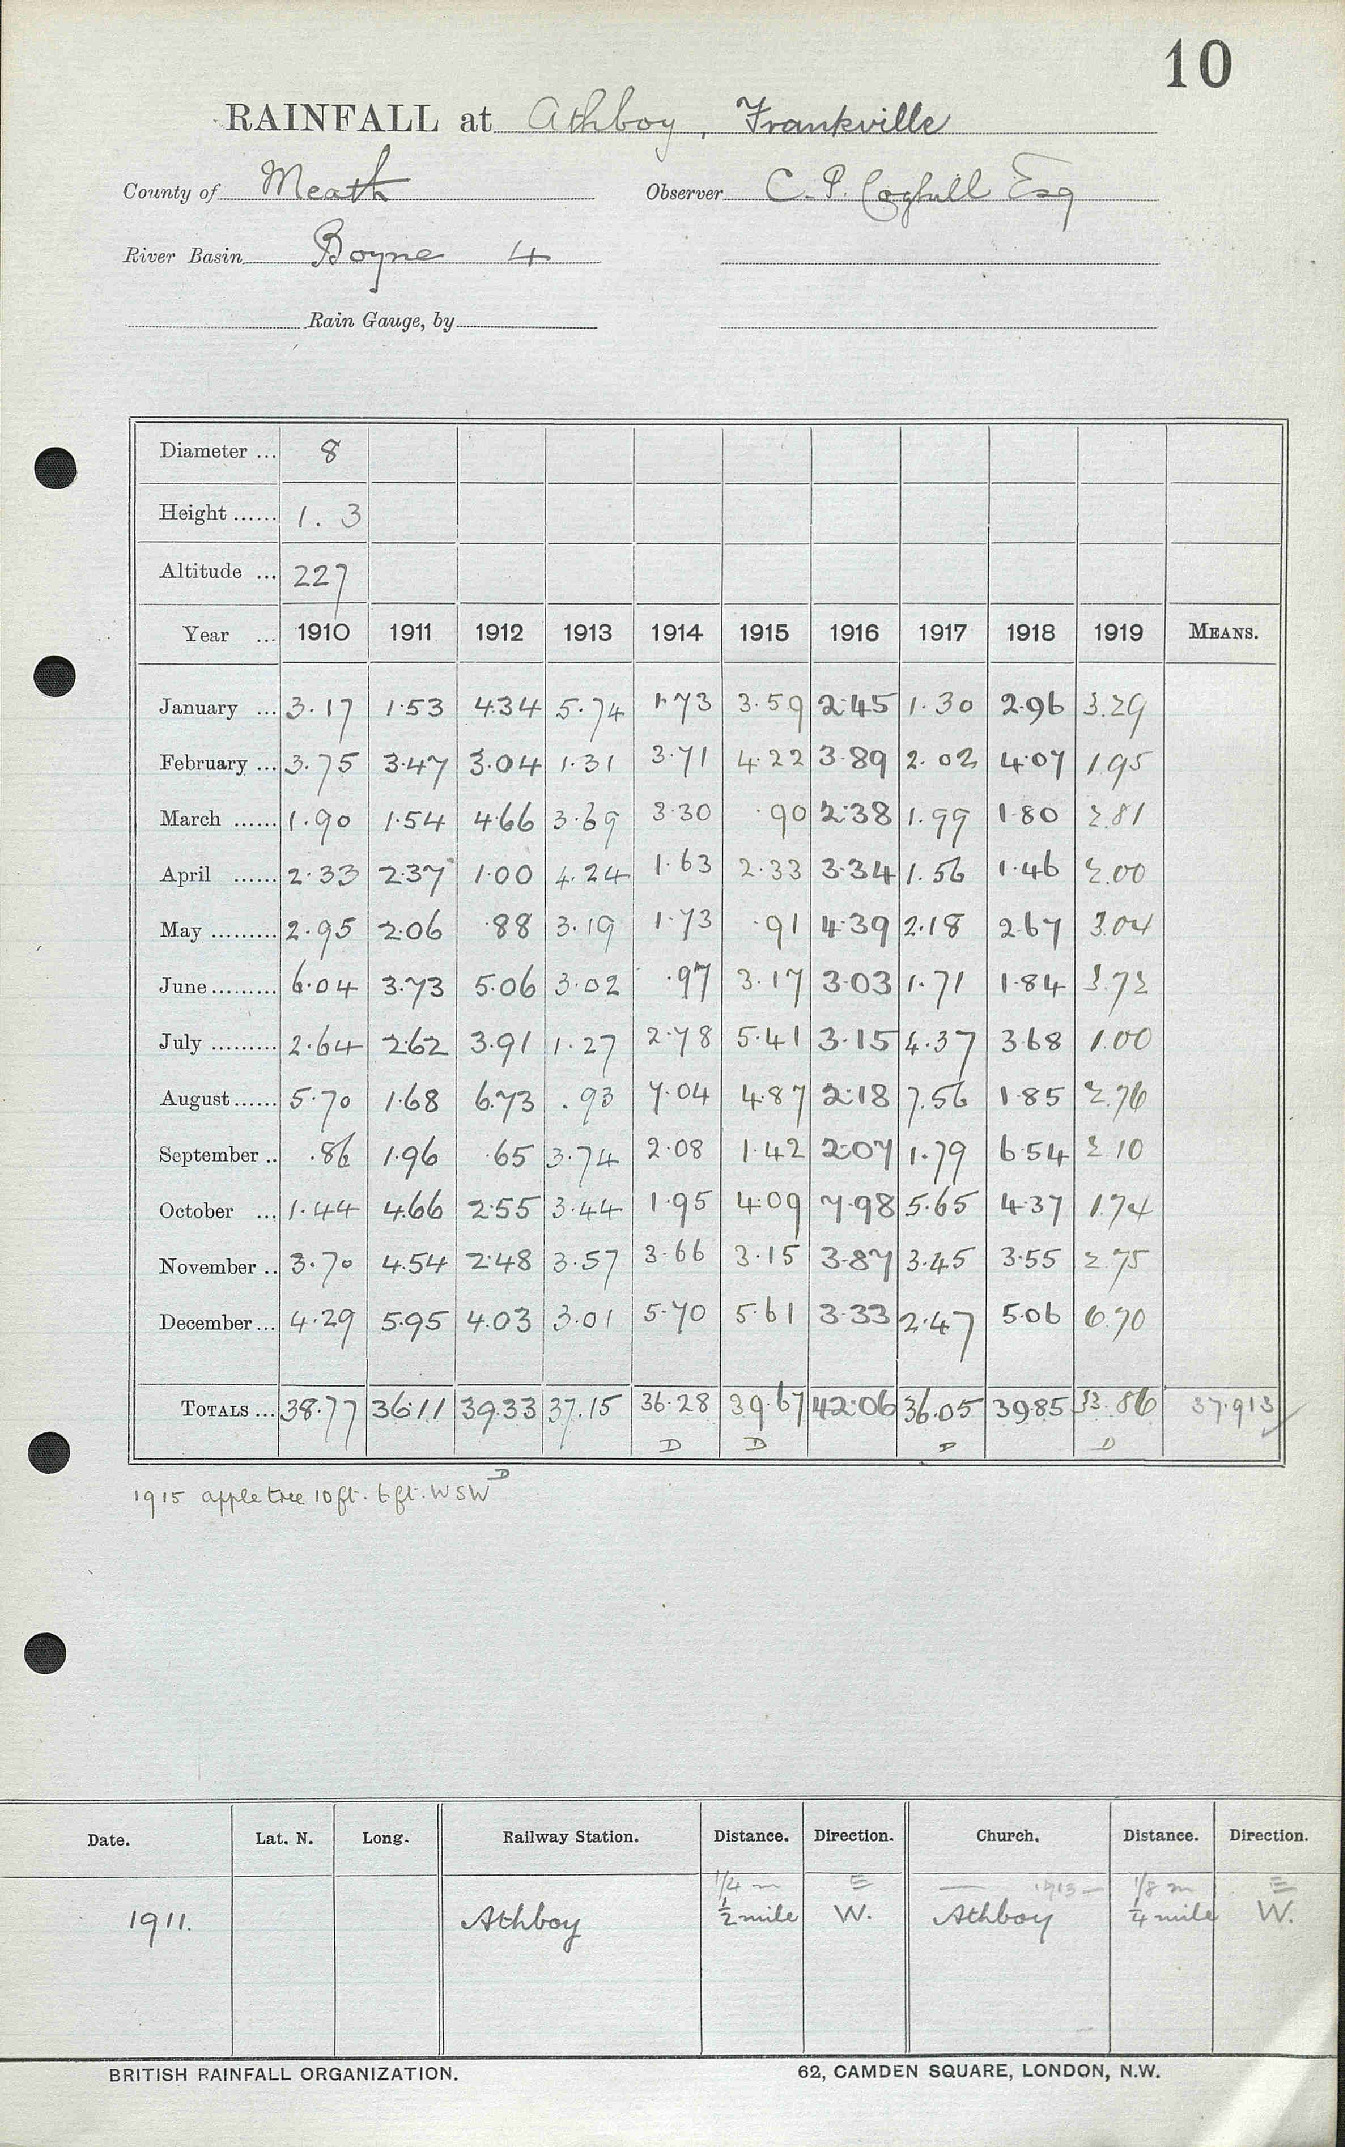 10
RAINFALL at Athboy, Frankville
County of Meath Observer C. P. Coghill Esq
River Basin Boyne 4
Rain Gauge, by
Diameter ... 8
Height ...... 1. 3
Altitude ... 227
Year ... 1910 1911 1912 1913 1914 1915 1916 1917 1918 1919 MEANS.
January ... 3.17 1.53 4.34 5.74 1.73 3.59 2.45 1.30 2.96 3.29
February ... 3.75 3.47 3.04 1.31 3.71 4.22 3.89 2.02 4.07 1.95
March ...... 1.90 1.54 4.66 3.69 3.30 .90 2.38 1.99 1.80 2.81
April ...... 2.33 2.37 1.00 4.24 1.63 2.33 3.34 1.56 1.46 2.00
May ......... 2.95 2.06 .88 3.19 1.73 .91 4.39 2.18 2.67 3.04
June ......... 6.04 3.73 5.06 3.02 .97 3.17 3.03 1.71 1.84 3.72
July ......... 2.64 2.62 3.91 1.27 2.78 5.41 3.15 4.37 3.68 1.00
August ...... 5.70 1.68 6.73 .93 7.04 4.87 2.18 7.56 1.85 2.76
September .. .86 1.96 .65 3.74 2.08 1.42 2.07 1.79 6.54 2.10
October ... 1.44 4.66 2.55 3.44 1.95 4.09 7.98 5.65 4.37 1.74
November .. 3.70 4.54 2.48 3.57 3.66 3.15 3.87 3.45 3.55 2.75
December ... 4.29 5.95 4.03 3.01 5.70 5.61 3.33 2.47 5.06 6.70
TOTALS ... 38.77 36.11 39.33 37.15 36.28 39.67 42.06 36.05 39.85 33.86 37.913
D D D D
1915 apple tree 10 ft. 6 ft. WSW D
Date. Lat. N. Long. Railway Station. Distance. Direction. Church. Distance. Direction.
1/4 m E — 1913 — 1/8 m E
1911. Athboy 1/2 mile W. Athboy 1/4 mile W.
BRITISH RAINFALL ORGANIZATION. 62, CAMDEN SQUARE, LONDON, N.W.